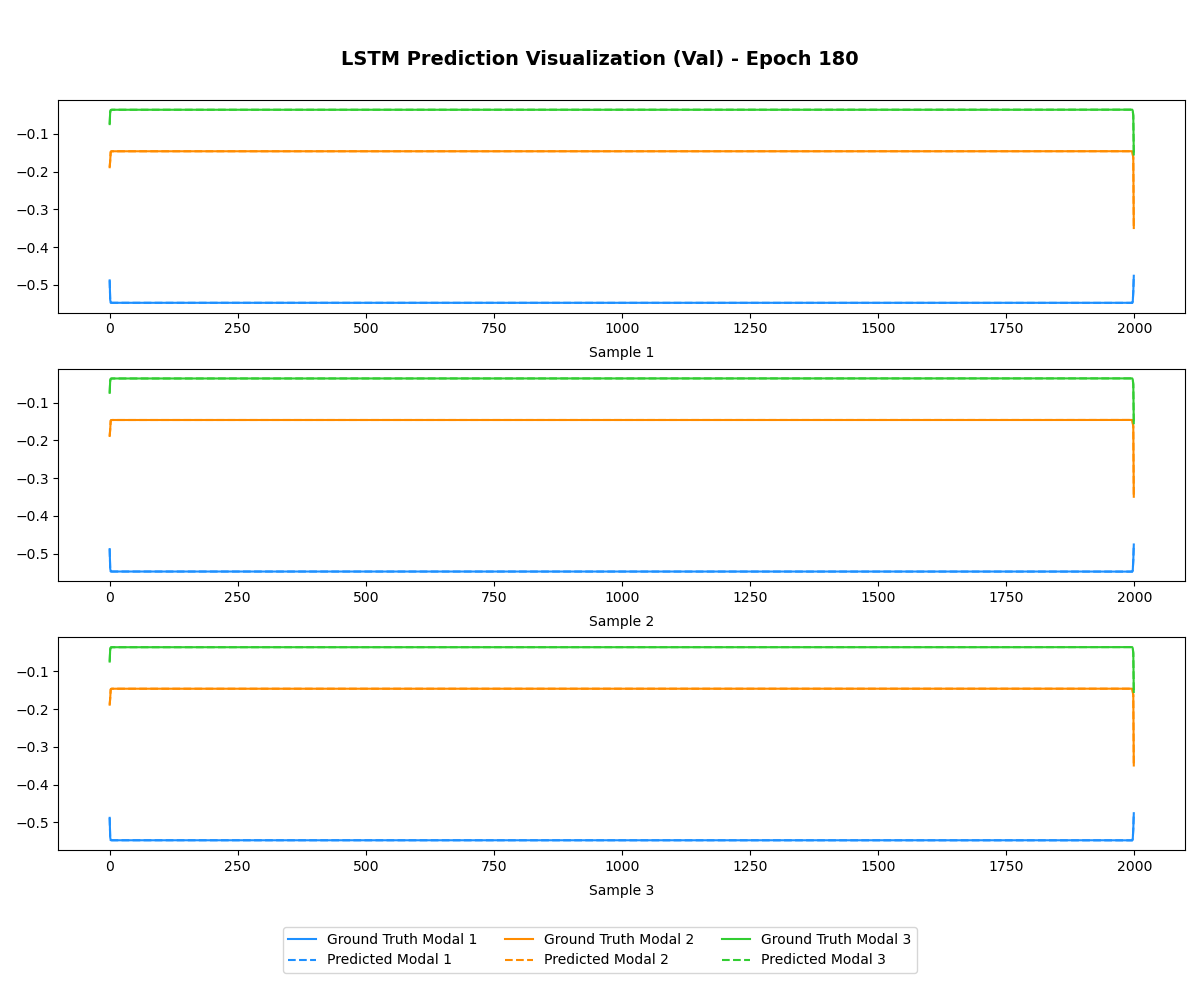 LSTM Prediction Visualization (Val) - Epoch 180
−0.1
−0.2
−0.3
−0.4
−0.5
0 250 500 750 1000 1250 1500 1750 2000
Sample 1
−0.1
−0.2
−0.3
−0.4
−0.5
0 250 500 750 1000 1250 1500 1750 2000
Sample 2
−0.1
−0.2
−0.3
−0.4
−0.5
0 250 500 750 1000 1250 1500 1750 2000
Sample 3
Ground Truth Modal 1 Ground Truth Modal 2 Ground Truth Modal 3
Predicted Modal 1 Predicted Modal 2 Predicted Modal 3